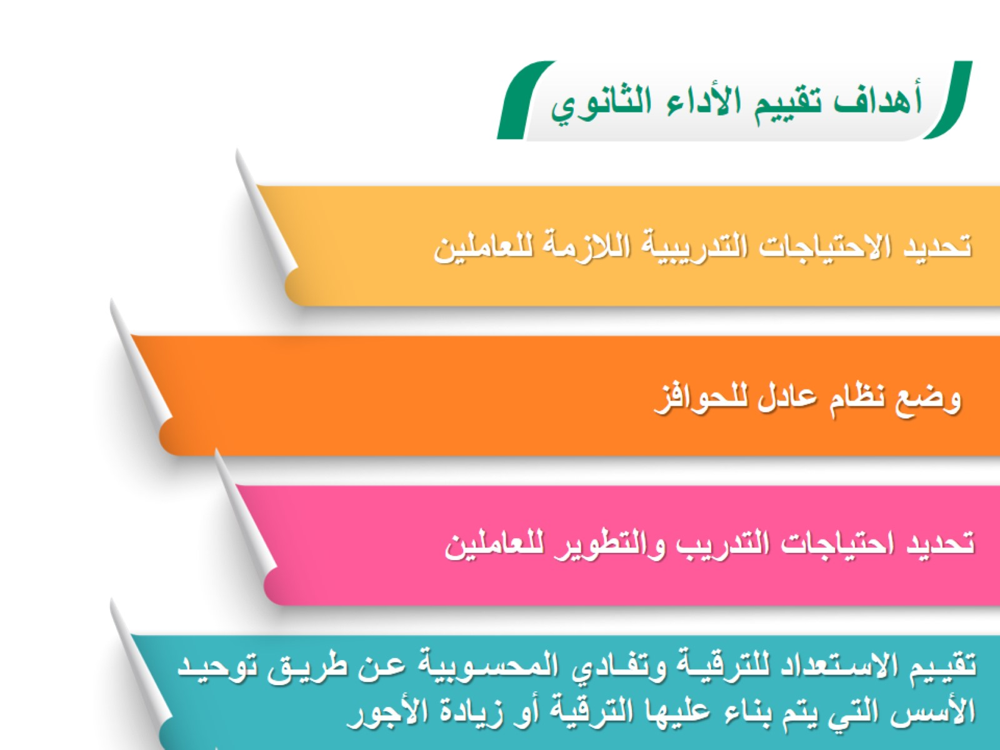 أهداف تقييم الأداء الثانوي
تحديد الاحتياجات التدريبية اللازمة للعاملين
وضع نظام عادل للحوافز
تحديد احتياجات التدريب والتطوير للعاملين
تقييم الاستعداد للترقية وتفادي المحسوبية عن طريق توحيد
الأسس التي يتم بناء عليها الترقية أو زيادة الأجور